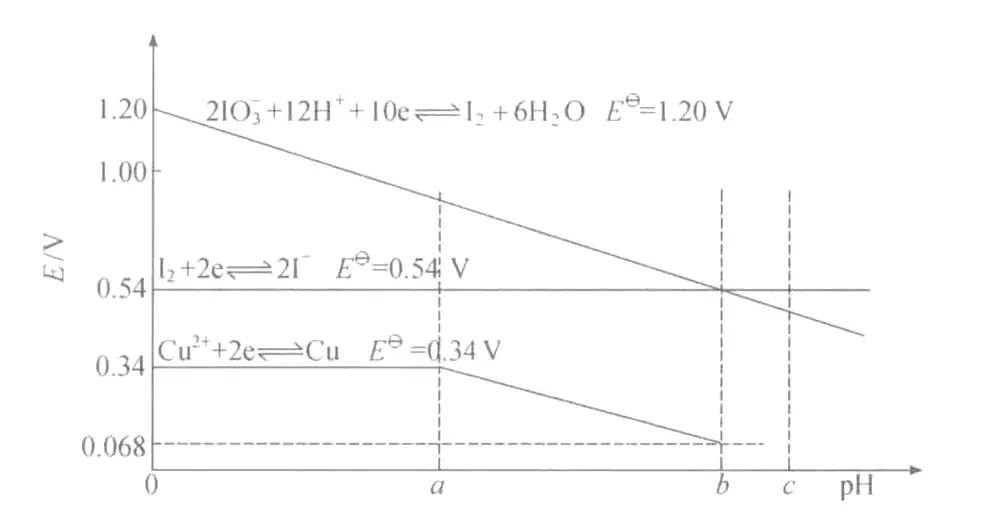 1.20
2IO₃⁻+12H⁺+10e⇌I₂+6H₂O E⊖=1.20 V
1.00
E/V
I₂+2e⇌2I⁻ E⊖=0.54 V
0.54
Cu²⁺+2e⇌Cu E⊖=0.34 V
0.34
0.068
0 a b c pH